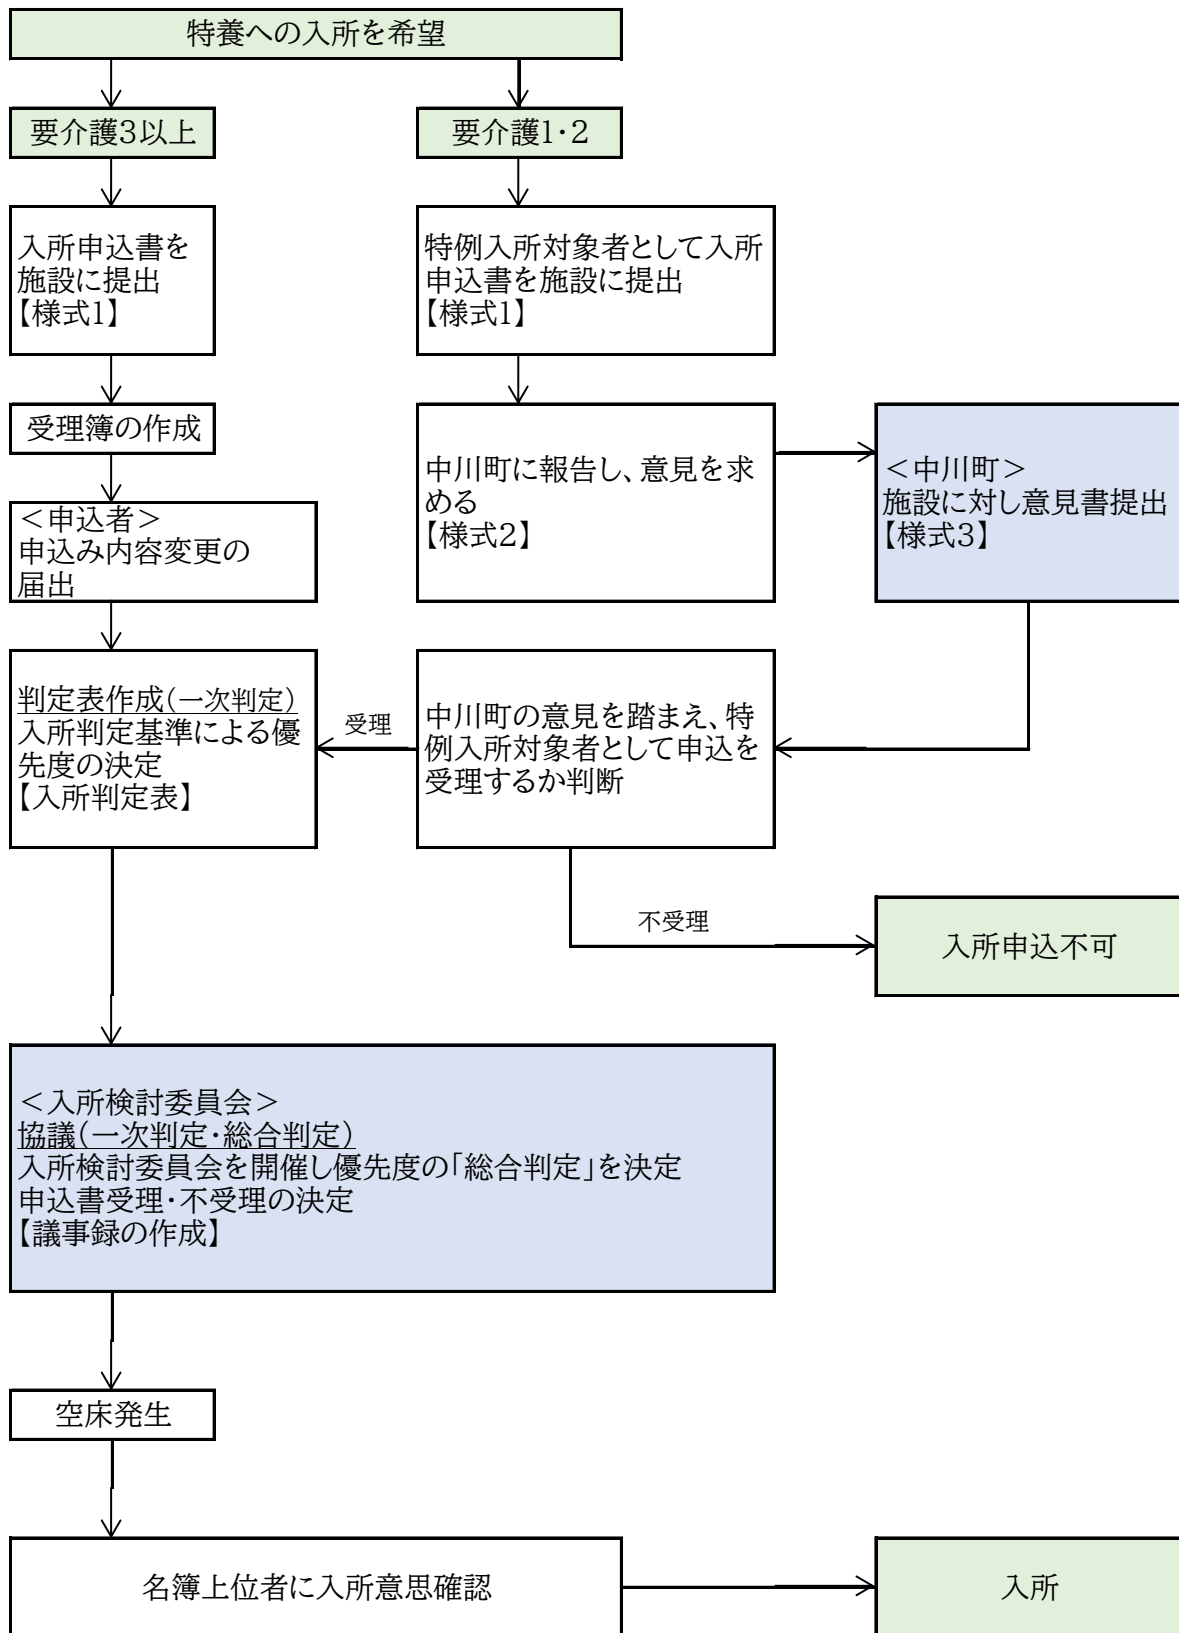 特養への入所を希望
要介護3以上
要介護1・2
入所申込書を
施設に提出
【様式1】
特例入所対象者として入所
申込書を施設に提出
【様式1】
受理簿の作成
中川町に報告し、意見を求
める
【様式2】
＜中川町＞
施設に対し意見書提出
【様式3】
＜申込者＞
申込み内容変更の
届出
判定表作成(一次判定)
入所判定基準による優
先度の決定
【入所判定表】
受理
中川町の意見を踏まえ、特
例入所対象者として申込を
受理するか判断
不受理
入所申込不可
＜入所検討委員会＞
協議(一次判定・総合判定)
入所検討委員会を開催し優先度の「総合判定」を決定
申込書受理・不受理の決定
【議事録の作成】
空床発生
名簿上位者に入所意思確認
入所